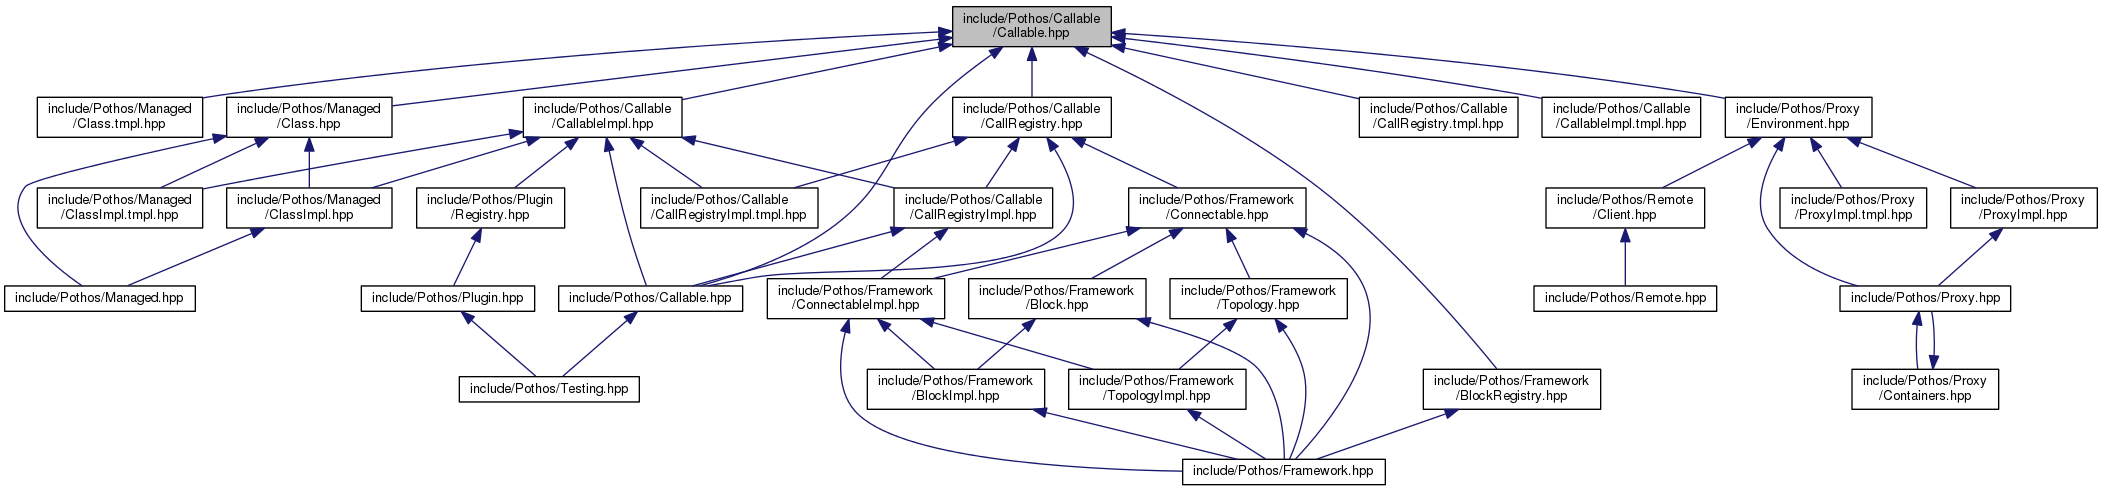 include/Pothos/Callable
/Callable.hpp
include/Pothos/Managed
/Class.tmpl.hpp
include/Pothos/Managed
/Class.hpp
include/Pothos/Callable
/CallableImpl.hpp
include/Pothos/Callable
/CallRegistry.hpp
include/Pothos/Callable
/CallRegistry.tmpl.hpp
include/Pothos/Callable
/CallableImpl.tmpl.hpp
include/Pothos/Proxy
/Environment.hpp
include/Pothos/Managed
/ClassImpl.tmpl.hpp
include/Pothos/Managed
/ClassImpl.hpp
include/Pothos/Plugin
/Registry.hpp
include/Pothos/Callable
/CallRegistryImpl.tmpl.hpp
include/Pothos/Callable
/CallRegistryImpl.hpp
include/Pothos/Framework
/Connectable.hpp
include/Pothos/Remote
/Client.hpp
include/Pothos/Proxy
/ProxyImpl.tmpl.hpp
include/Pothos/Proxy
/ProxyImpl.hpp
include/Pothos/Managed.hpp
include/Pothos/Plugin.hpp
include/Pothos/Callable.hpp
include/Pothos/Framework
/ConnectableImpl.hpp
include/Pothos/Framework
/Block.hpp
include/Pothos/Framework
/Topology.hpp
include/Pothos/Remote.hpp
include/Pothos/Proxy.hpp
include/Pothos/Testing.hpp
include/Pothos/Framework
/BlockImpl.hpp
include/Pothos/Framework
/TopologyImpl.hpp
include/Pothos/Framework
/BlockRegistry.hpp
include/Pothos/Proxy
/Containers.hpp
include/Pothos/Framework.hpp